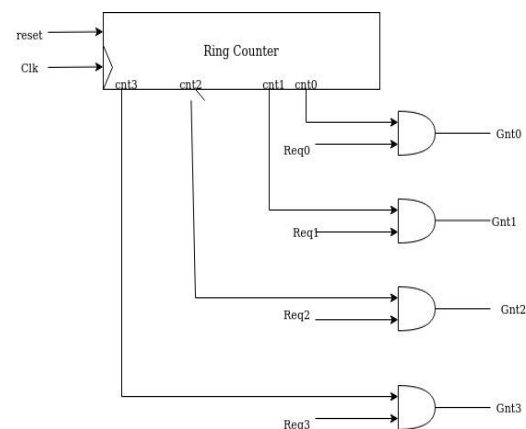 reset
Ring Counter
Clk
cnt3 cnt2 cnt1 cnt0
Gnt0
Req0
Gnt1
Req1
Gnt2
Req2
Gnt3
Req3